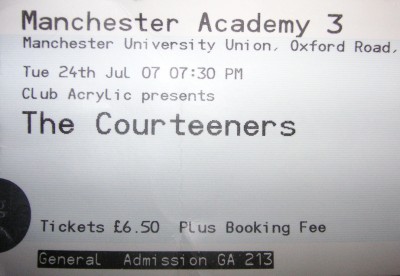 Manchester Academy 3
Manchester University Union, Oxford Road,
Tue 24th Jul 07 07:30 PM
Club Acrylic presents
The Courteeners
Tickets £6.50 Plus Booking Fee
General Admission GA 213